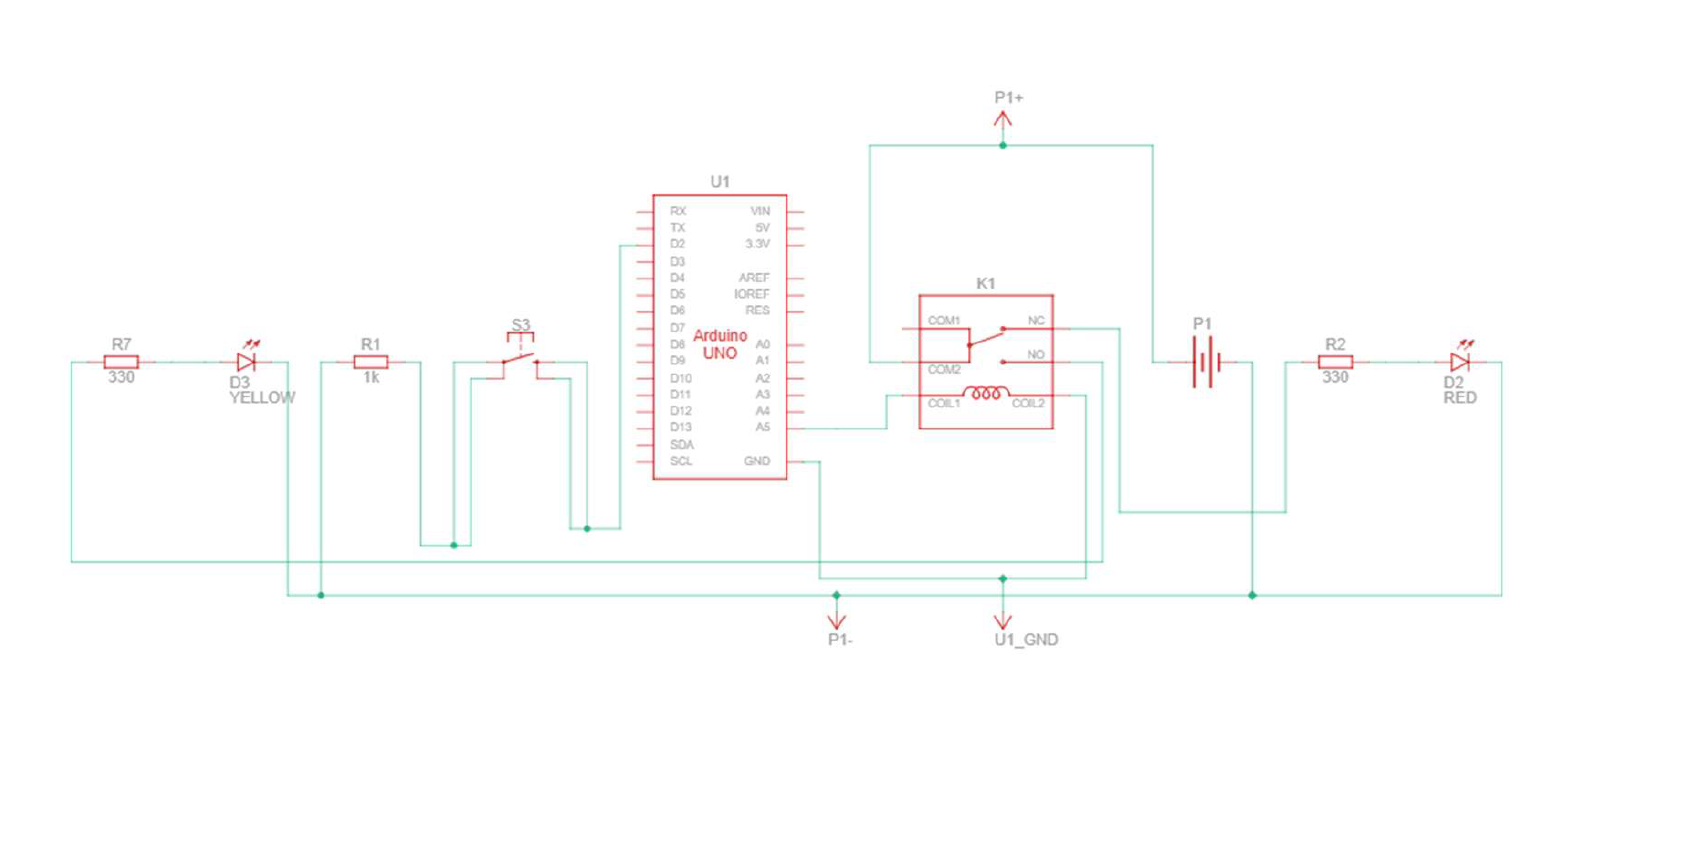 P1+
U1
RX
VIN
TX
5V
D2
3.3V
D3
D4
AREF
D5
IOREF
D6
RES
D7
Arduino
UNO
D8
A0
D9
A1
D10
A2
D11
A3
D12
A4
D13
A5
SDA
SCL
GND
K1
COM1
NC
NO
COM2
COIL1
COIL2
R7
330
D3
YELLOW
R1
1k
S3
P1
R2
330
D2
RED
P1-
U1_GND